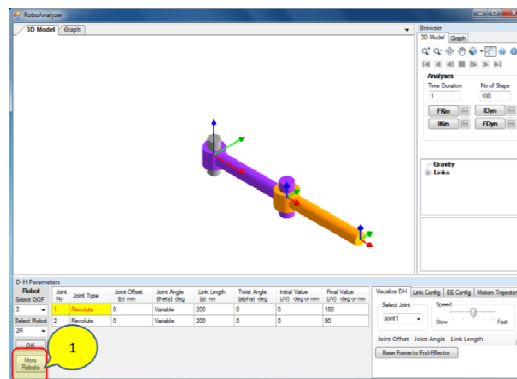 RoboAnalyzer
3D Model Graph
Browser
3D Model Graph
Analyses
Time Duration No of Steps
1 100
FKin IDyn
IKin FDyn
Gravity
Links
D-H Parameters
Robot
Select DOF
2
Select Robot
2R
OK
More
Robots
1
Joint No Joint Type Joint Offset (b) mm Joint Angle (theta) deg Link Length (a) mm Twist Angle (alpha) deg Initial Value (JV) deg or mm Final Value (JV) deg or mm
1 Revolute 0 Variable 200 0 0 180
2 Revolute 0 Variable 200 0 0 90
Visualize DH Link Config EE Config Motion Trajectory
Select Joint Speed
Joint1 Slow Fast
Joint Offset Joint Angle Link Length
Base Frame to End-Effector